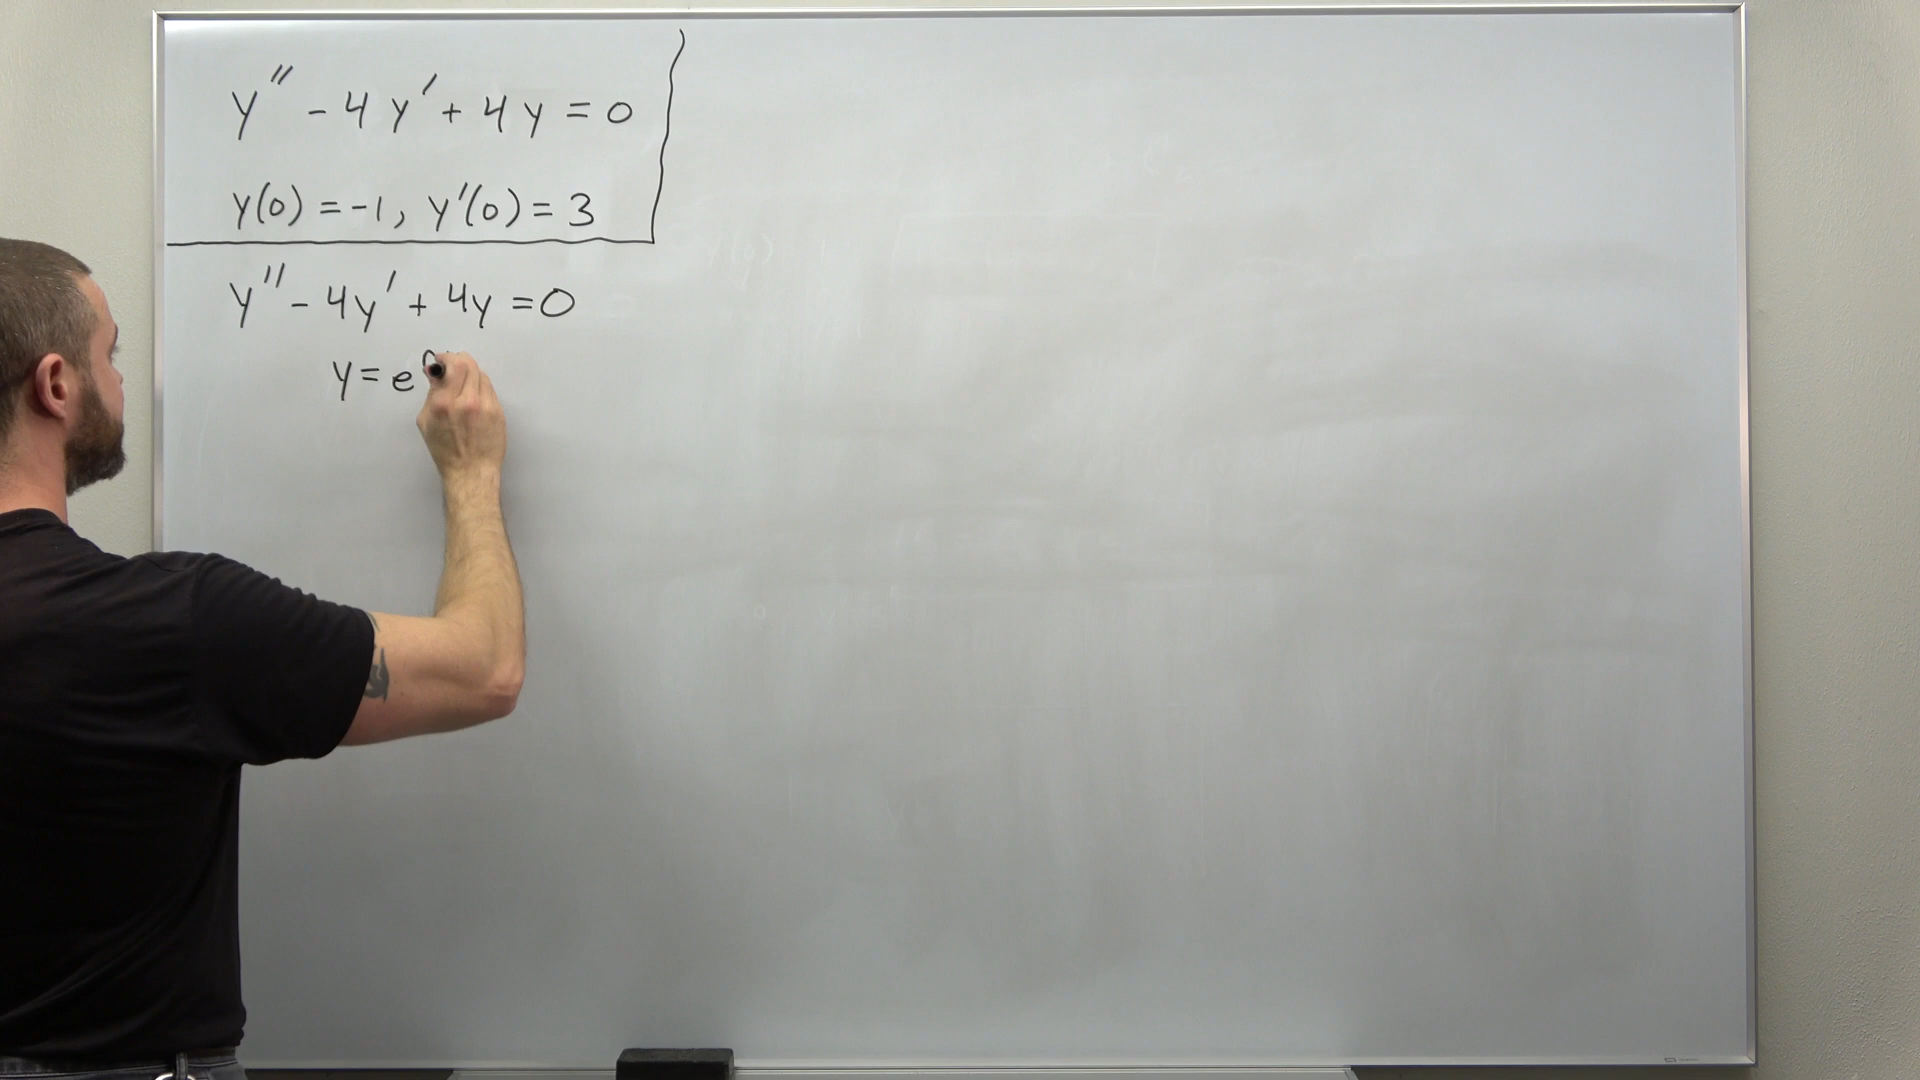 y'' - 4y' + 4y = 0
y(0) = -1, y'(0) = 3
y'' - 4y' + 4y = 0
y = e